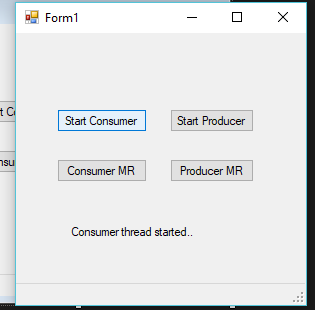 Form1
Start Consumer
Start Producer
Consumer MR
Producer MR
Consumer thread started..